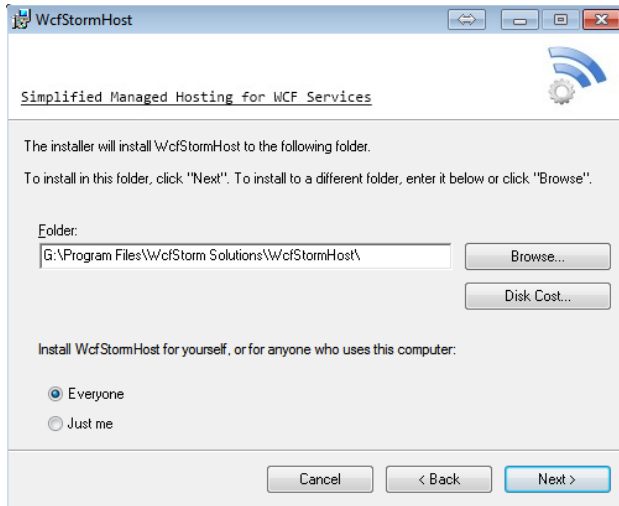 WcfStormHost
Simplified Managed Hosting for WCF Services
The installer will install WcfStormHost to the following folder.
To install in this folder, click "Next". To install to a different folder, enter it below or click "Browse".
Folder:
G:\Program Files\WcfStorm Solutions\WcfStormHost\
Browse...
Disk Cost...
Install WcfStormHost for yourself, or for anyone who uses this computer:
Everyone
Just me
Cancel
< Back
Next >